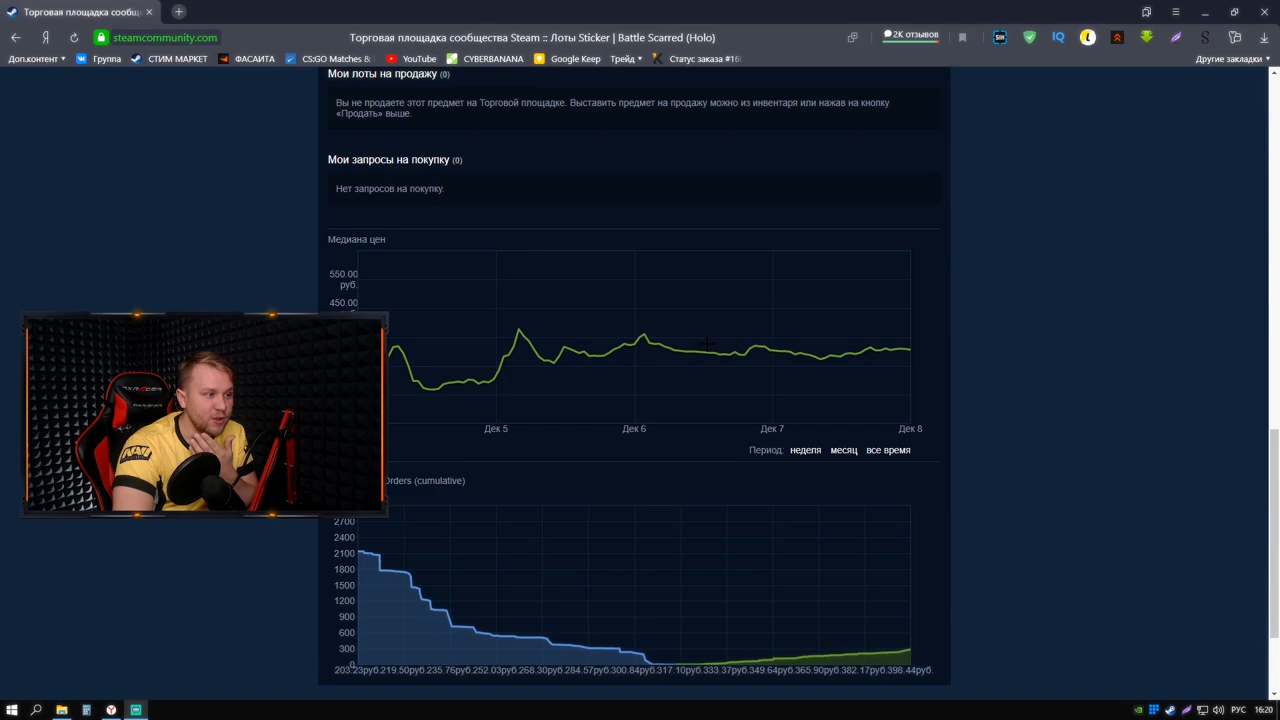 Торговая площадка сообщ
steamcommunity.com
Торговая площадка сообщества Steam :: Лоты Sticker | Battle Scarred (Holo)
2K отзывов
Доп.контент
Группа
СТИМ МАРКЕТ
ФАСАИТА
CS:GO Matches &
YouTube
CYBERBANANA
Google Keep
Трейд
Статус заказа #16
Другие закладки
Мои лоты на продажу (0)
Вы не продаете этот предмет на Торговой площадке. Выставить предмет на продажу можно из инвентаря или нажав на кнопку
«Продать» выше.
Мои запросы на покупку (0)
Нет запросов на покупку.
Медиана цен
550.00
руб.
450.00
Дек 5
Дек 6
Дек 7
Дек 8
Период: неделя месяц все время
Orders (cumulative)
2700
2400
2100
1800
1500
1200
900
600
300
0
203.23руб.219.50руб.235.76руб.252.03руб.268.30руб.284.57руб.300.84руб.317.10руб.333.37руб.349.64руб.365.90руб.382.17руб.398.44руб.
DXRACER
NAVI
РУС
16:20